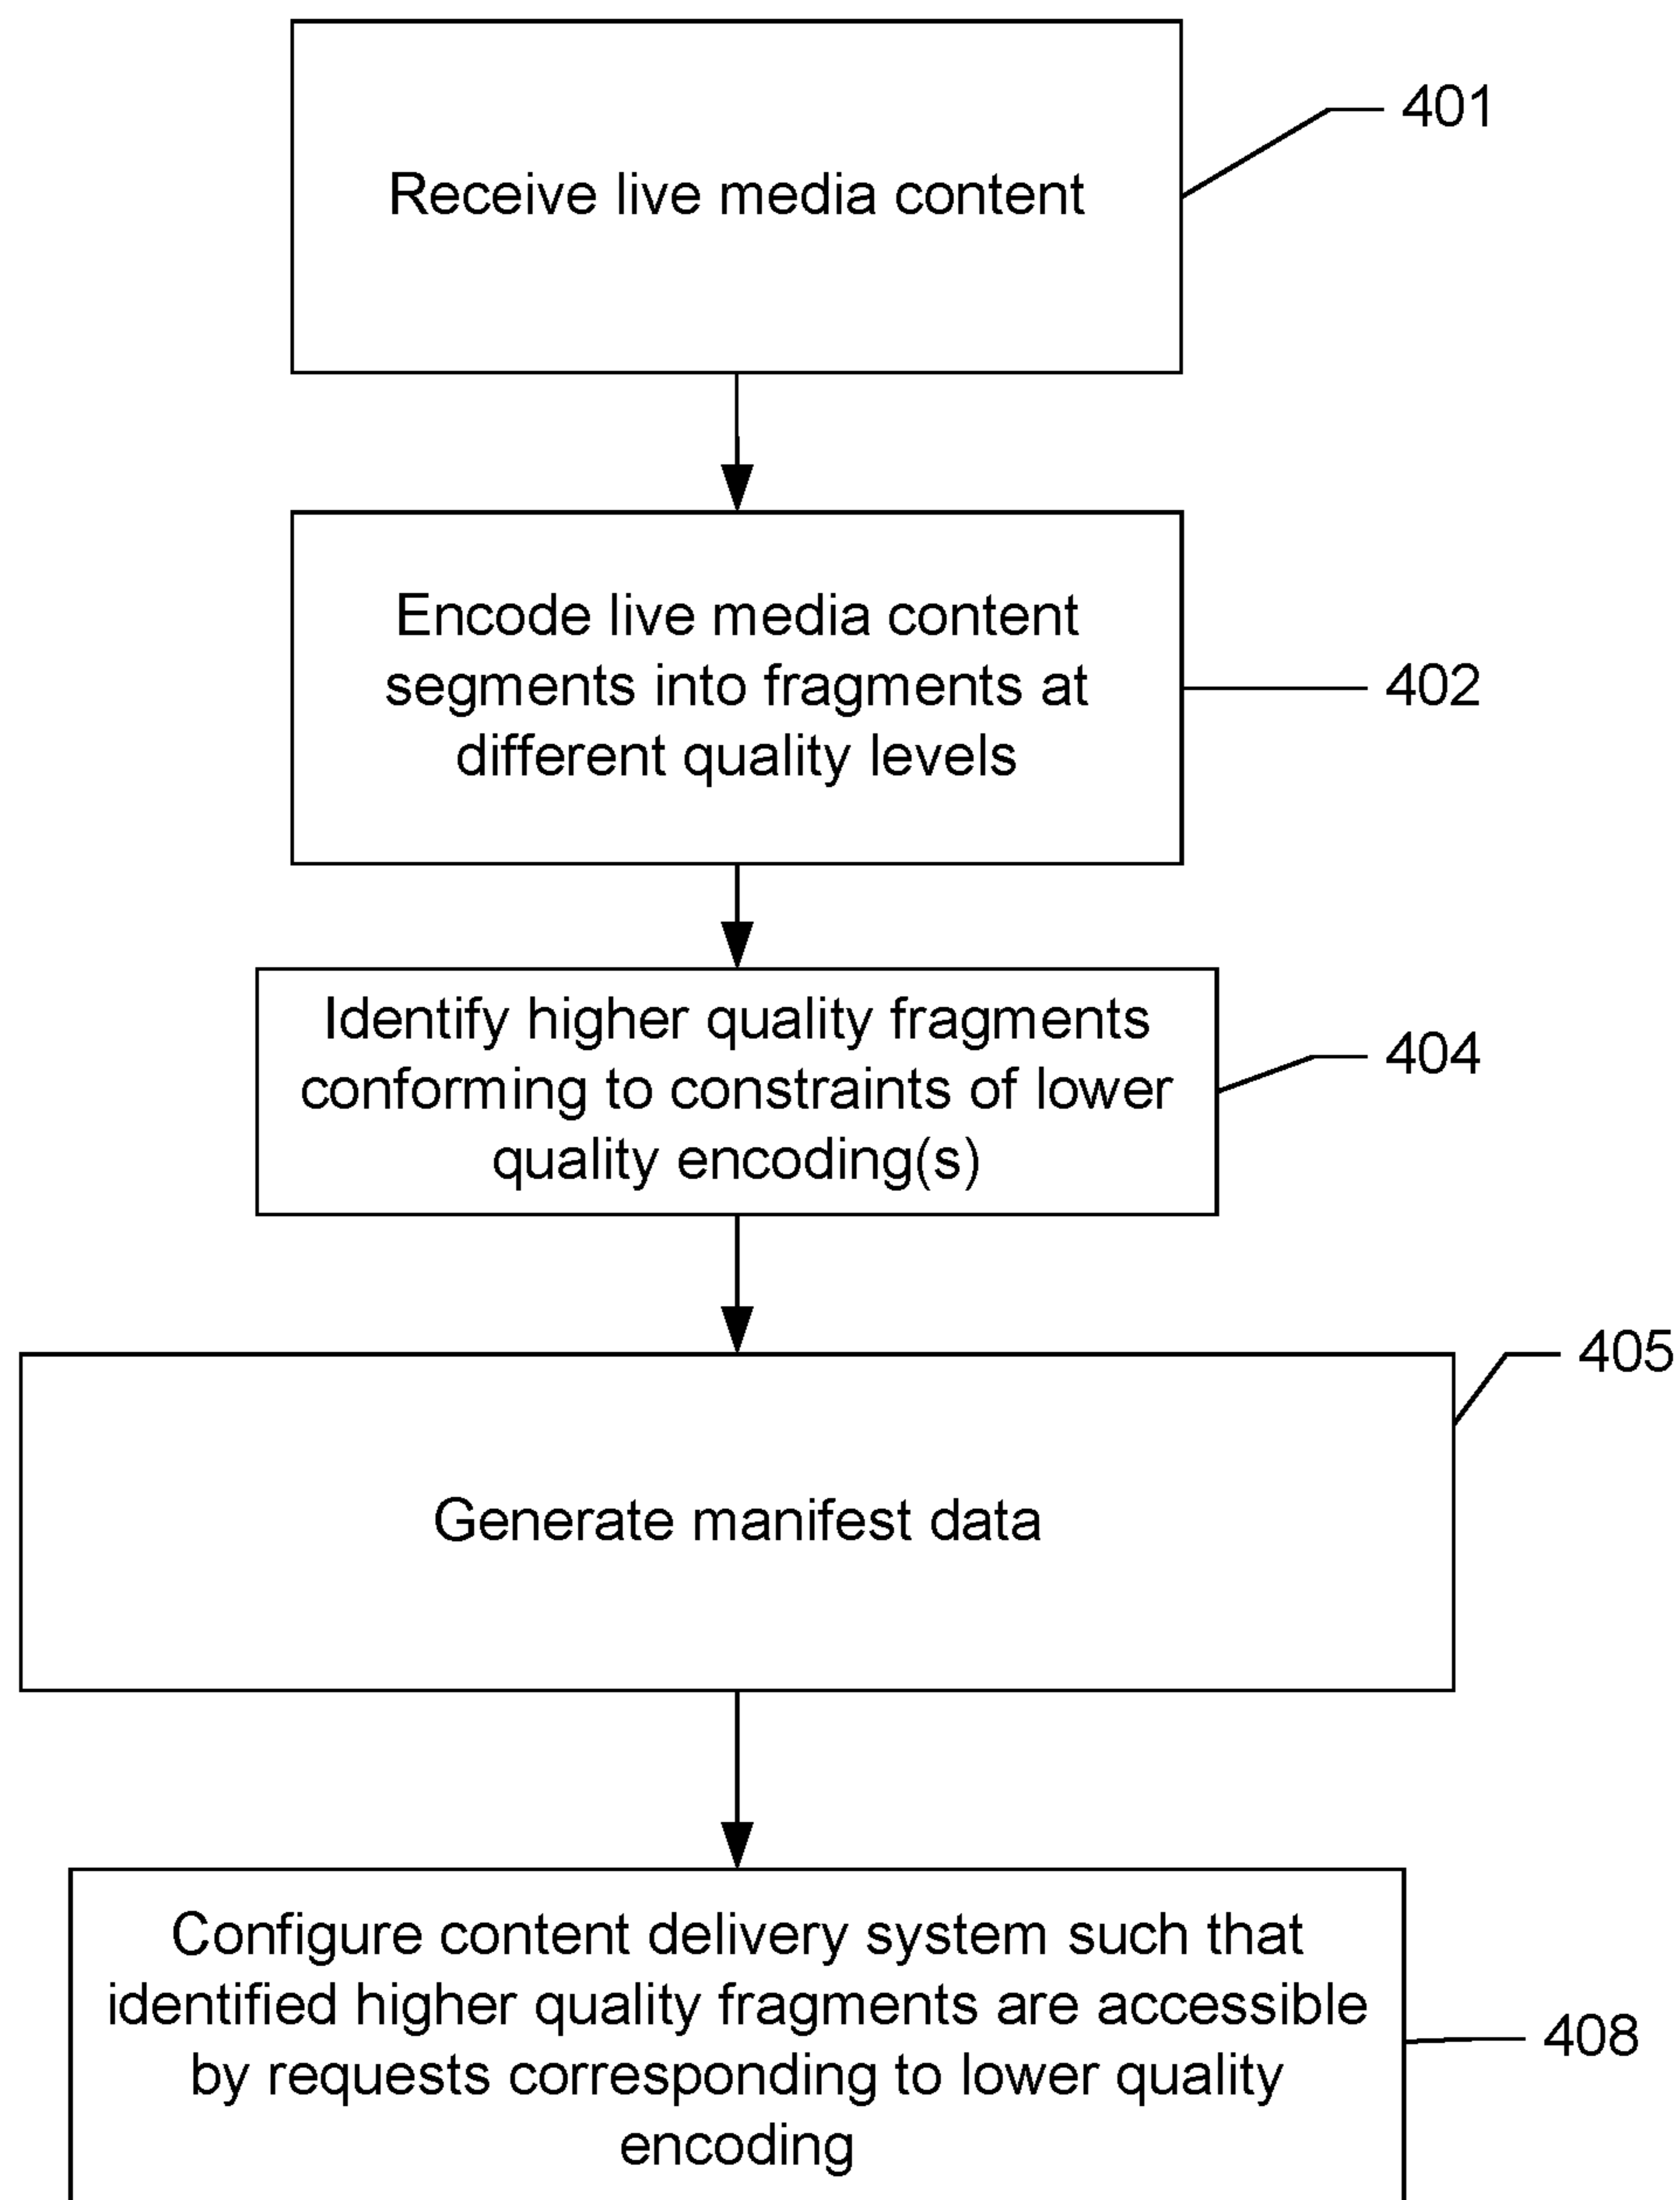 Receive live media content
401
Encode live media content
segments into fragments at
different quality levels
402
Identify higher quality fragments
conforming to constraints of lower
quality encoding(s)
404
405
Generate manifest data
Configure content delivery system such that
identified higher quality fragments are accessible
by requests corresponding to lower quality
encoding
408